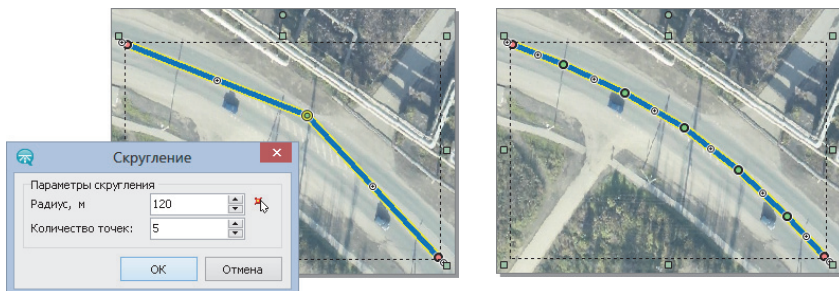 Скругление
Параметры скругления
Радиус, м 120
Количество точек: 5
OK Отмена